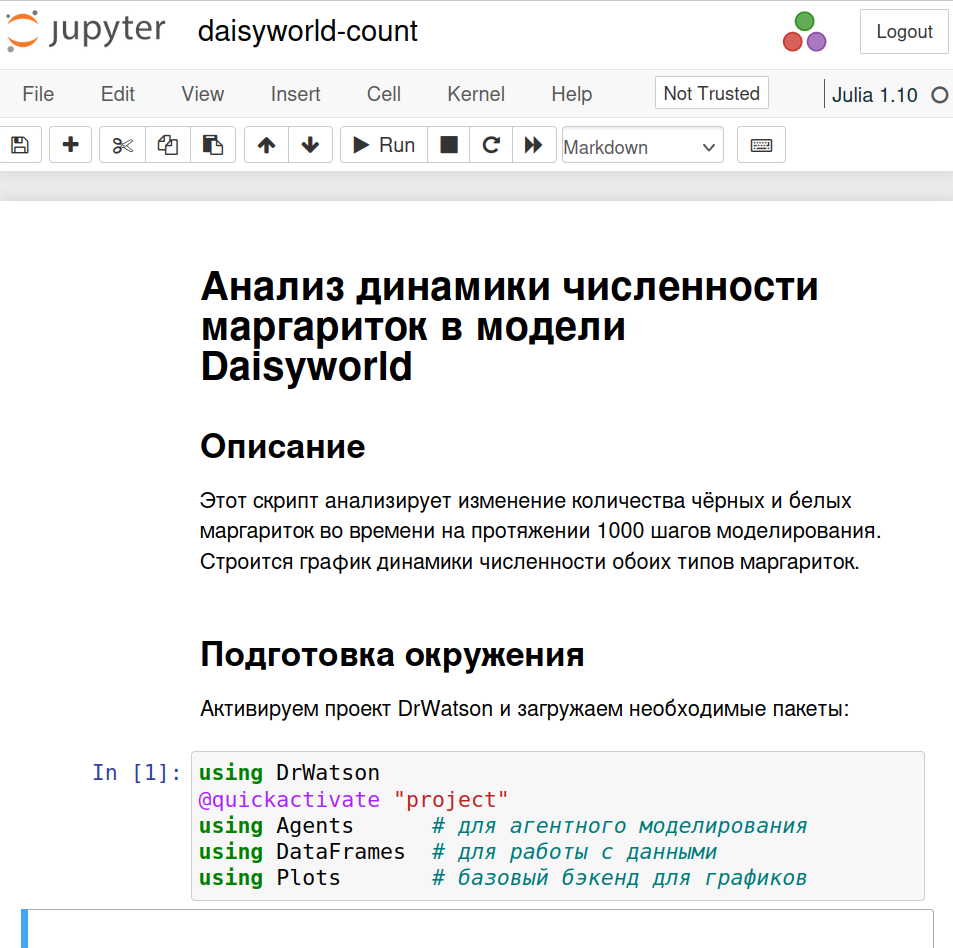 jupyter daisyworld-count Logout
File Edit View Insert Cell Kernel Help Not Trusted Julia 1.10
Run Markdown
Анализ динамики численности
маргариток в модели
Daisyworld
Описание
Этот скрипт анализирует изменение количества чёрных и белых
маргариток во времени на протяжении 1000 шагов моделирования.
Строится график динамики численности обоих типов маргариток.
Подготовка окружения
Активируем проект DrWatson и загружаем необходимые пакеты:
In [1]: using DrWatson
@quickactivate "project"
using Agents # для агентного моделирования
using DataFrames # для работы с данными
using Plots # базовый бэкенд для графиков